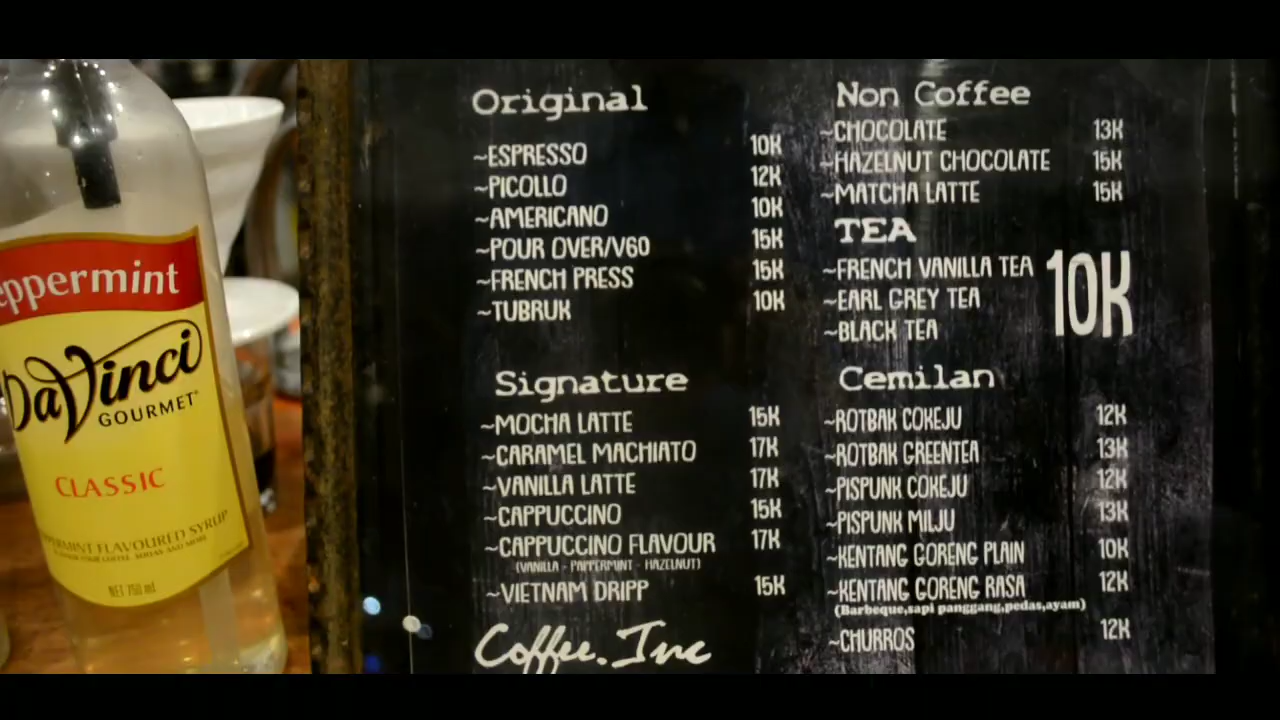 eppermint
DaVinci
GOURMET
CLASSIC
FLAVOURED SYRUP
NET 750 mL
Original
~ESPRESSO 10K
~PICOLLO 12K
~AMERICANO 10K
~POUR OVER/V60 15K
~FRENCH PRESS 15K
~TUBRUK 10K
Signature
~MOCHA LATTE 15K
~CARAMEL MACHIATO 17K
~VANILLA LATTE 17K
~CAPPUCCINO 15K
~CAPPUCCINO FLAVOUR 17K
(VANILLA - PAPPERMINT - HAZELNUT)
~VIETNAM DRIPP 15K
Coffee.Inc
Non Coffee
~CHOCOLATE 13K
~HAZELNUT CHOCOLATE 15K
~MATCHA LATTE 15K
TEA
~FRENCH VANILLA TEA 10K
~EARL GREY TEA
~BLACK TEA
Cemilan
~ROTBAK COKEJU 12K
~ROTBAK GREENTEA 13K
~PISPUNK COKEJU 12K
~PISPUNK MILJU 13K
~KENTANG GORENG PLAIN 10K
~KENTANG GORENG RASA 12K
(Barbeque,sapi panggang,pedas,ayam)
~CHURROS 12K